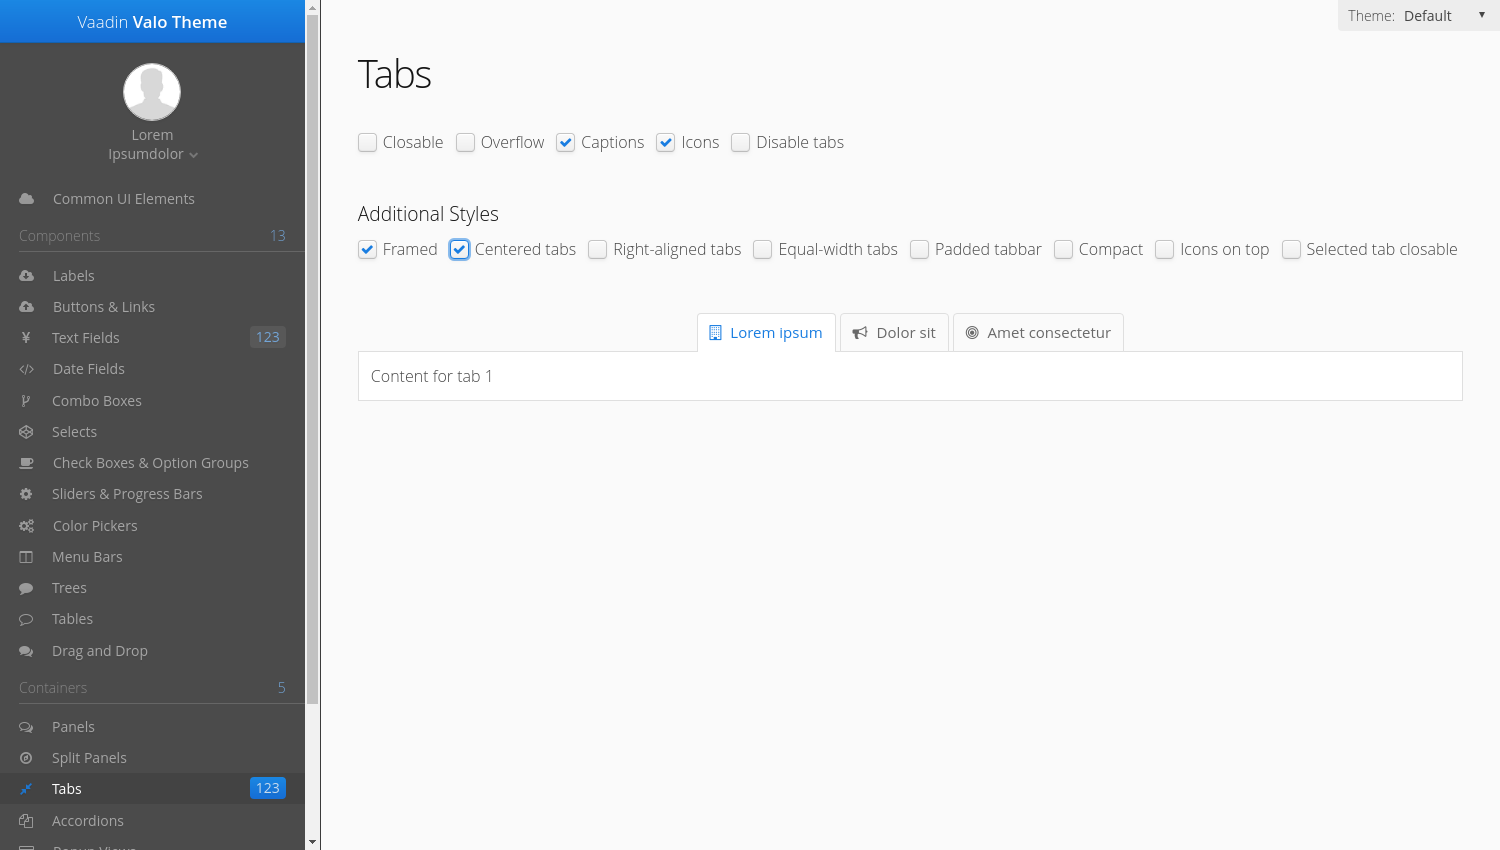 Vaadin Valo Theme
Lorem
Ipsumdolor
Common UI Elements
Components 13
Labels
Buttons & Links
Text Fields 123
Date Fields
Combo Boxes
Selects
Check Boxes & Option Groups
Sliders & Progress Bars
Color Pickers
Menu Bars
Trees
Tables
Drag and Drop
Containers 5
Panels
Split Panels
Tabs 123
Accordions
Theme: Default
Tabs
Closable Overflow Captions Icons Disable tabs
Additional Styles
Framed Centered tabs Right-aligned tabs Equal-width tabs Padded tabbar Compact Icons on top Selected tab closable
Lorem ipsum Dolor sit Amet consectetur
Content for tab 1